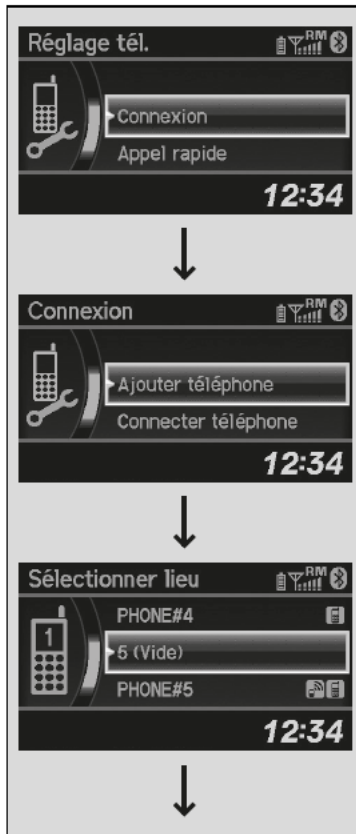 Réglage tél.
RM
Connexion
Appel rapide
12:34
Connexion
RM
Ajouter téléphone
Connecter téléphone
12:34
Sélectionner lieu
RM
1
PHONE#4
5 (Vide)
PHONE#5
12:34